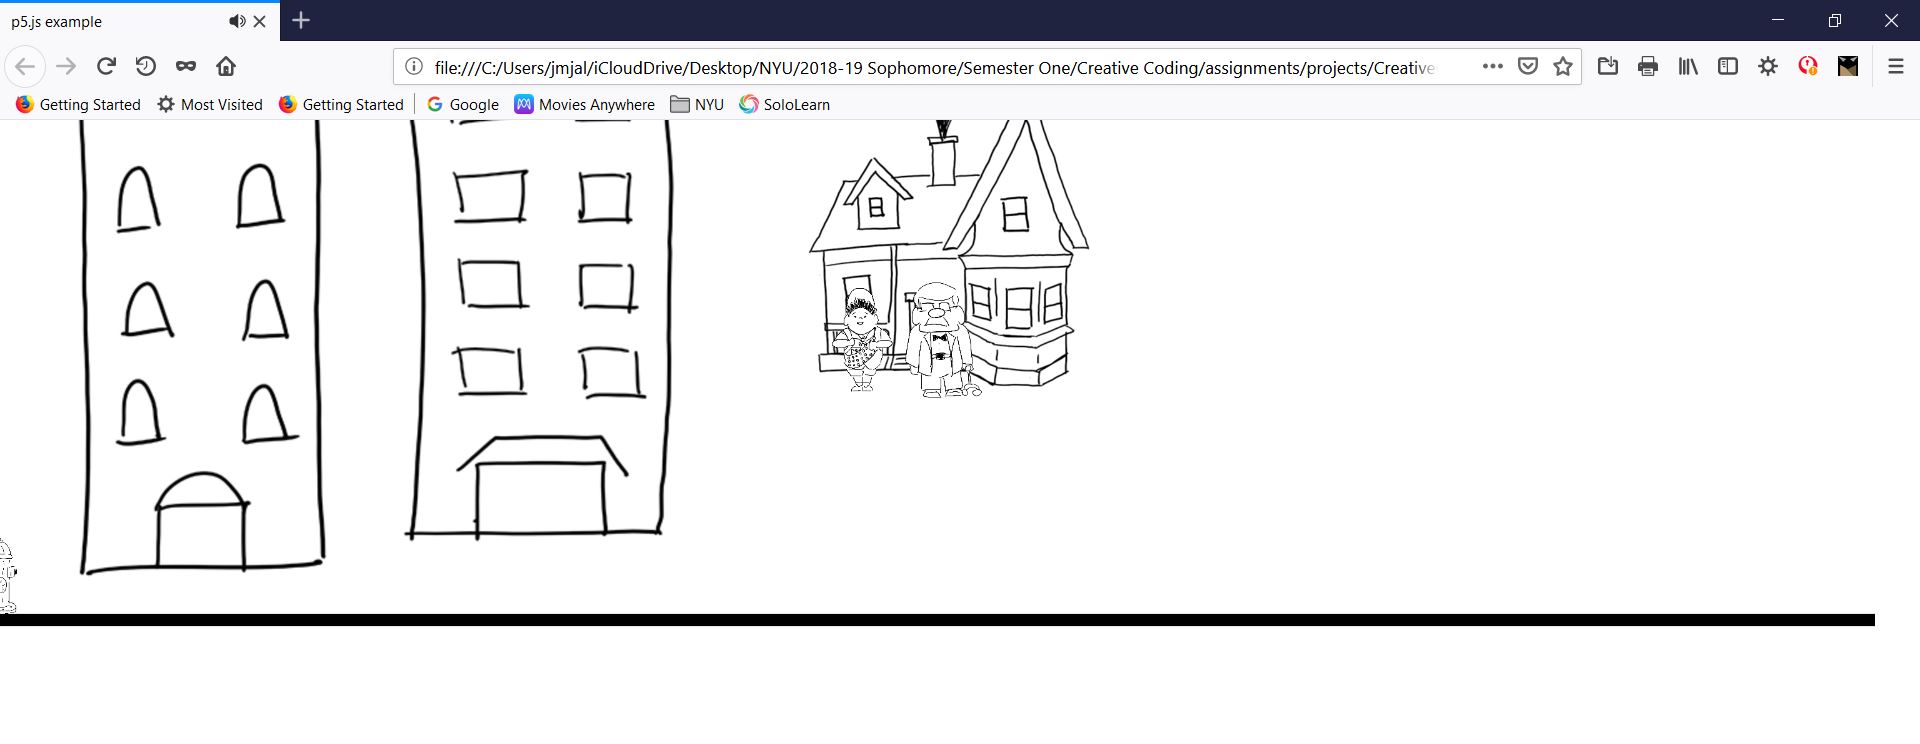 p5.js example
file:///C:/Users/jmjal/iCloudDrive/Desktop/NYU/2018-19 Sophomore/Semester One/Creative Coding/assignments/projects/Creative
Getting Started Most Visited Getting Started Google Movies Anywhere NYU SoloLearn